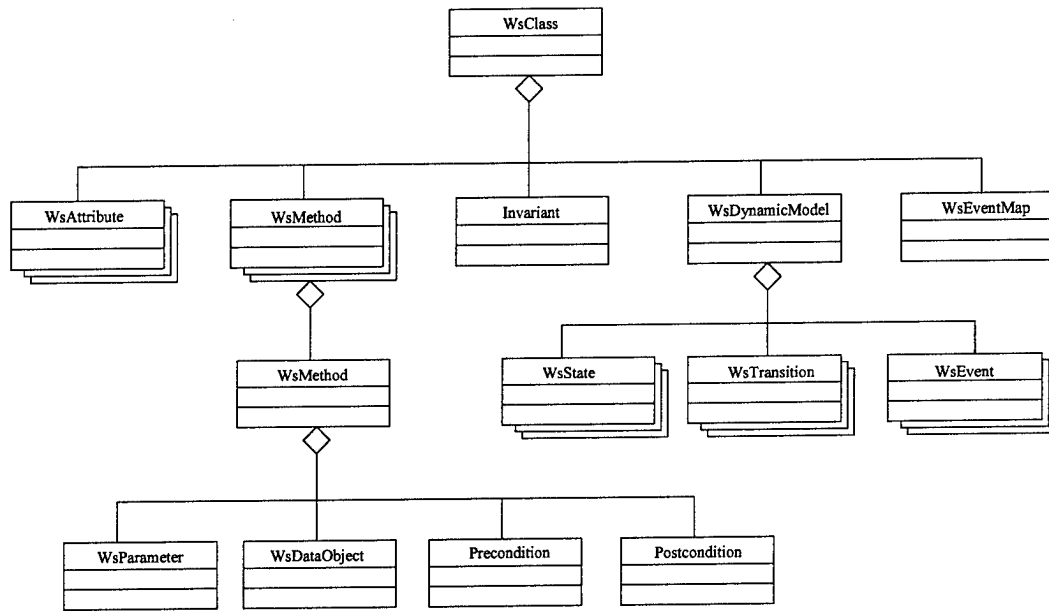 WsClass
WsAttribute
WsMethod
Invariant
WsDynamicModel
WsEventMap
WsMethod
WsState
WsTransition
WsEvent
WsParameter
WsDataObject
Precondition
Postcondition